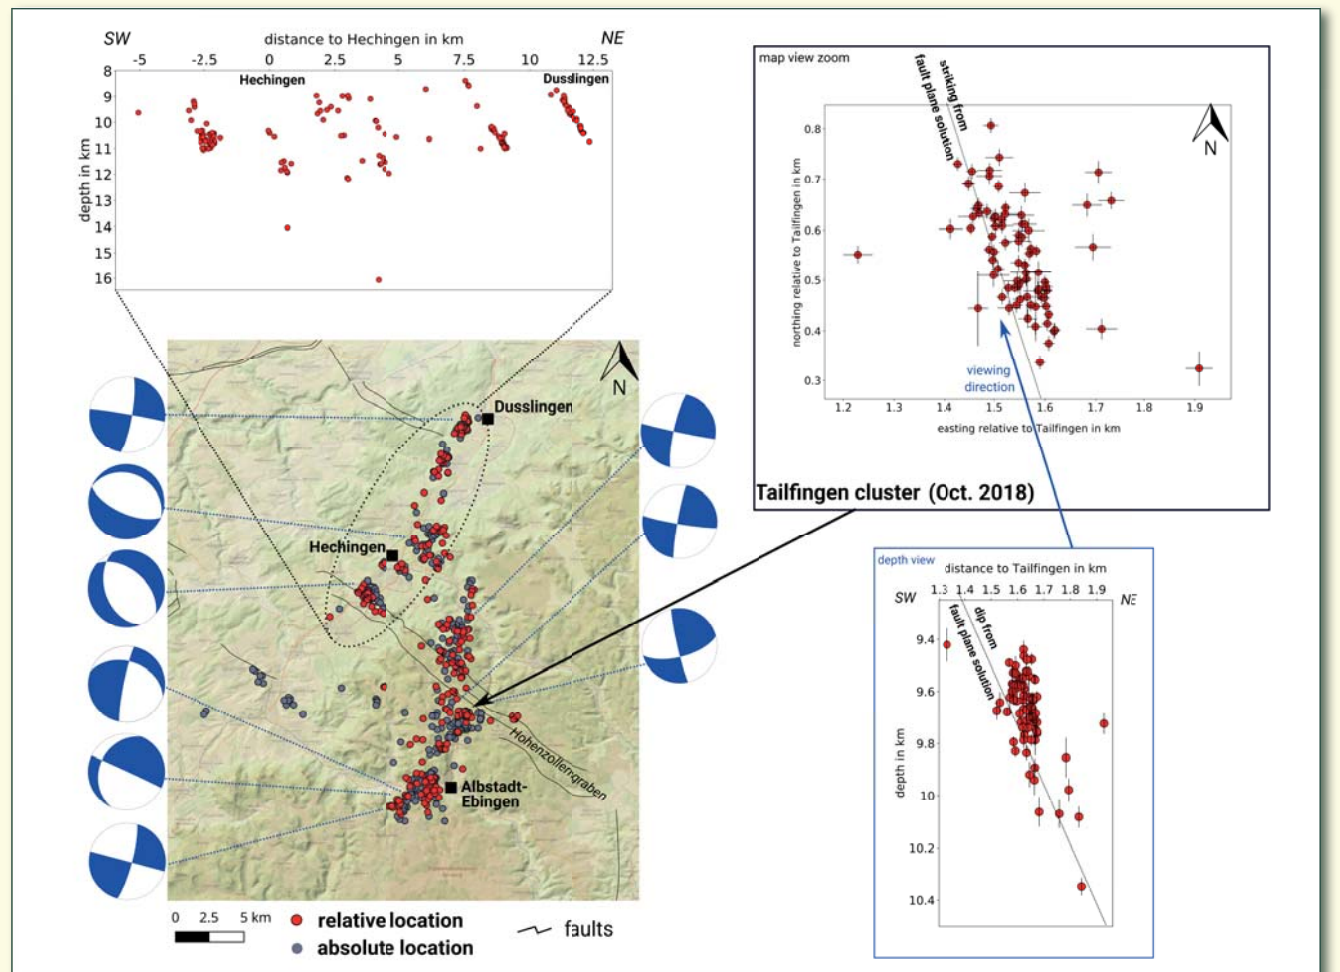 SW distance to Hechingen in km NE
-5 -2.5 0 2.5 5 7.5 10 12.5
Hechingen Dusslingen
8
9
10
11
12
13
14
15
16
depth in km
N
Dusslingen
Hechingen
Hohenzollerngraben
Albstadt-
Ebingen
0 2.5 5 km
relative location
absolute location
faults
map view zoom
striking from
fault plane solution
N
0.8
0.7
0.6
0.5
0.4
0.3
northing relative to Tailfingen in km
viewing
direction
1.2 1.3 1.4 1.5 1.6 1.7 1.8 1.9
easting relative to Tailfingen in km
Tailfingen cluster (Oct. 2018)
depth view
distance to Tailfingen in km
1.3 1.4 1.5 1.6 1.7 1.8 1.9
SW NE
dip from
fault plane solution
9.4
9.6
9.8
10
10.2
10.4
depth in km